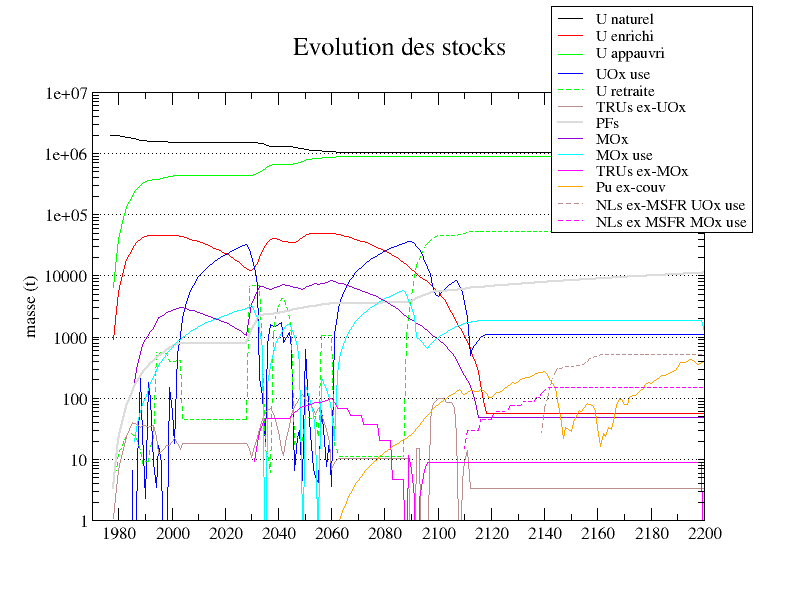 Evolution des stocks
U naturel
U enrichi
U appauvri
UOx use
U retraite
TRUs ex-UOx
PFs
MOx
MOx use
TRUs ex-MOx
Pu ex-couv
NLs ex-MSFR UOx use
NLs ex MSFR MOx use
1e+07
1e+06
1e+05
10000
1000
100
10
1
masse (t)
1980 2000 2020 2040 2060 2080 2100 2120 2140 2160 2180 2200